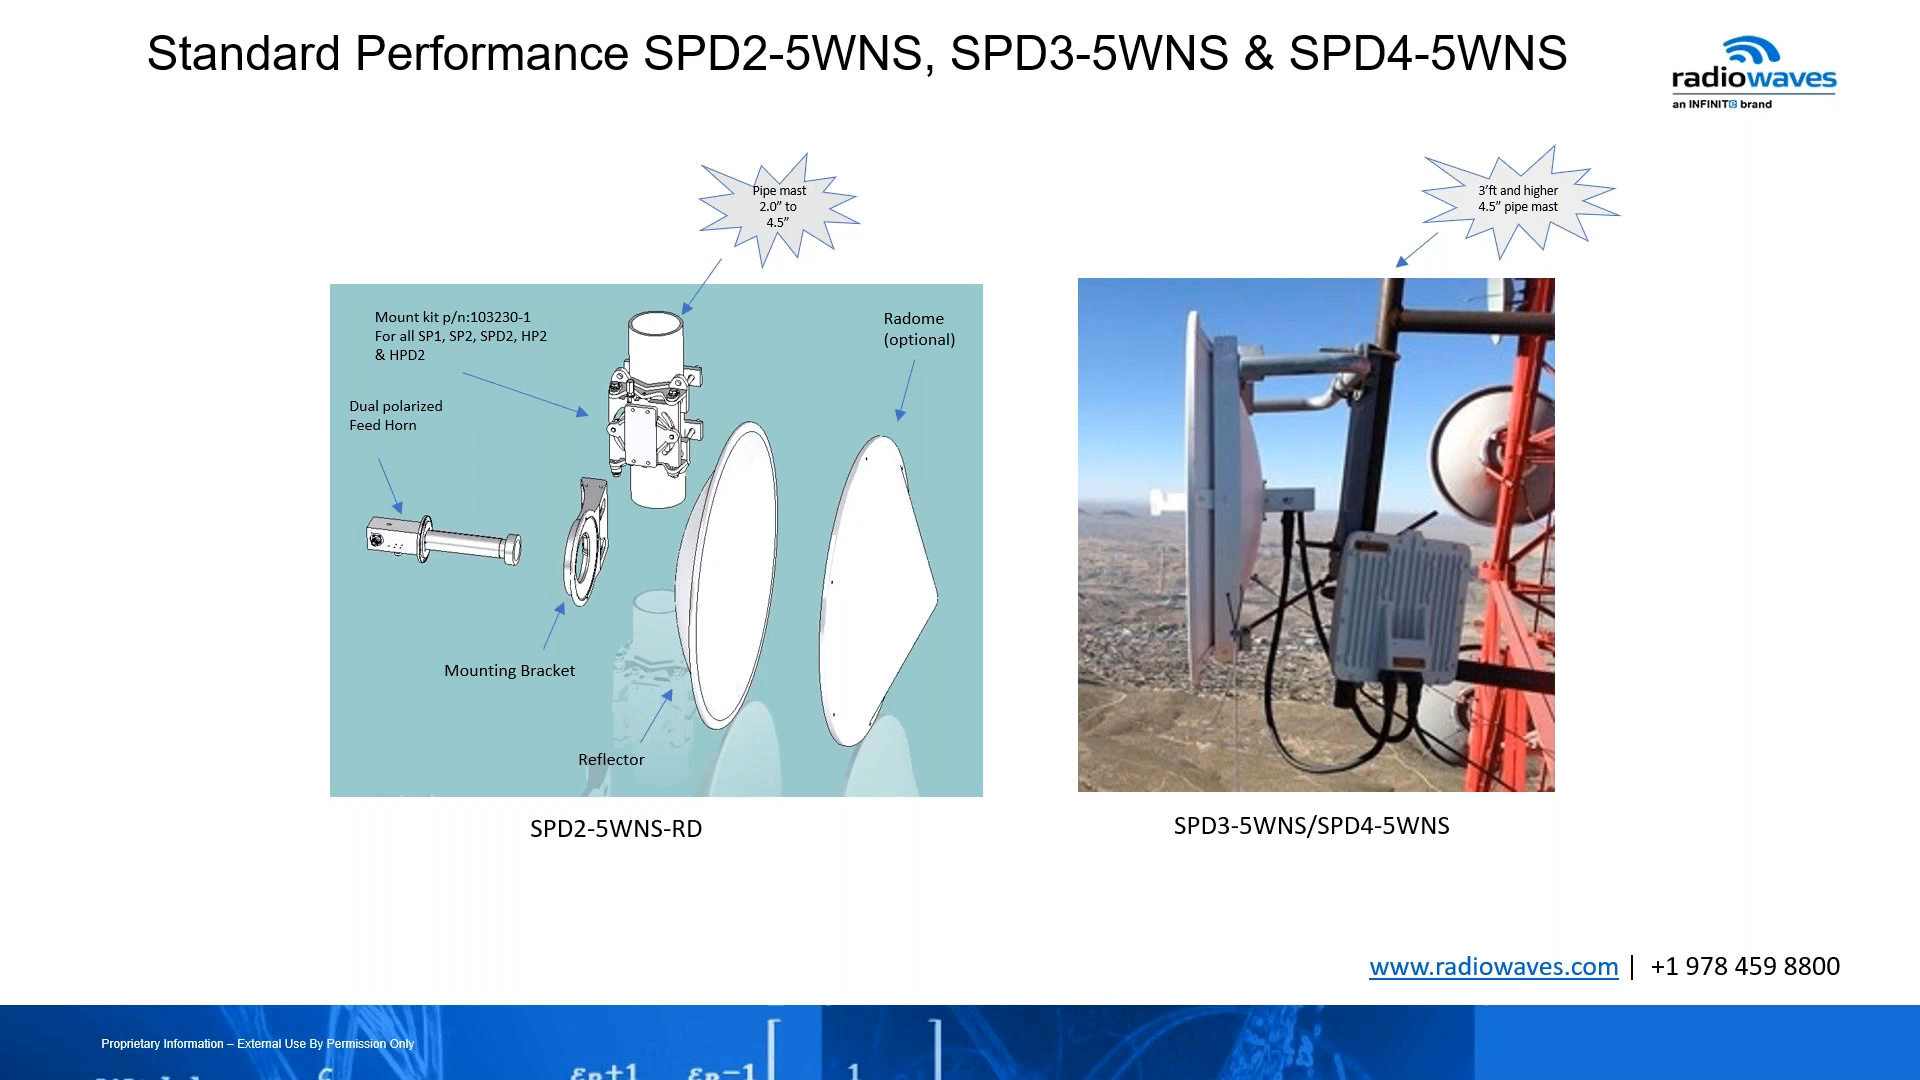 Standard Performance SPD2-5WNS, SPD3-5WNS & SPD4-5WNS
radiowaves
an INFINITe brand
Pipe mast
2.0” to
4.5”
3’ft and higher
4.5” pipe mast
Mount kit p/n:103230-1
For all SP1, SP2, SPD2, HP2
& HPD2
Radome
(optional)
Dual polarized
Feed Horn
Mounting Bracket
Reflector
SPD2-5WNS-RD
SPD3-5WNS/SPD4-5WNS
www.radiowaves.com | +1 978 459 8800
Proprietary Information – External Use By Permission Only